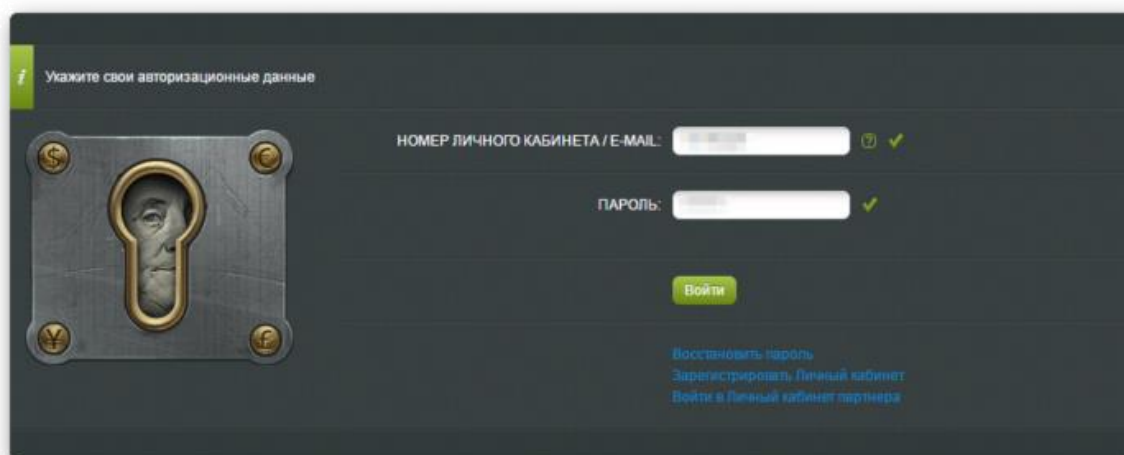 Укажите свои авторизационные данные
НОМЕР ЛИЧНОГО КАБИНЕТА / E-MAIL:
ПАРОЛЬ:
Войти
Восстановить пароль
Зарегистрировать Личный кабинет
Войти в Личный кабинет партнера